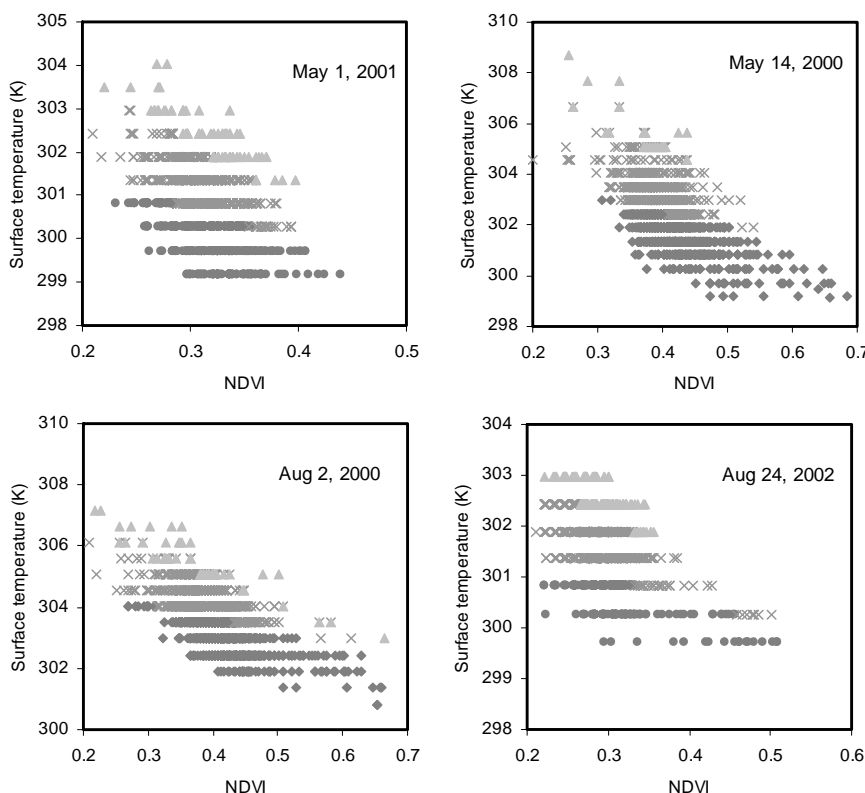 305
304
303
302
301
300
299
298
0.2 0.3 0.4 0.5
Surface temperature (K)
NDVI
May 1, 2001
310
308
306
304
302
300
298
0.2 0.3 0.4 0.5 0.6 0.7
Surface temperature (K)
NDVI
May 14, 2000
310
308
306
304
302
300
0.2 0.3 0.4 0.5 0.6 0.7
Surface temperature (K)
NDVI
Aug 2, 2000
304
303
302
301
300
299
298
0.2 0.3 0.4 0.5 0.6
Surface temperature (K)
NDVI
Aug 24, 2002